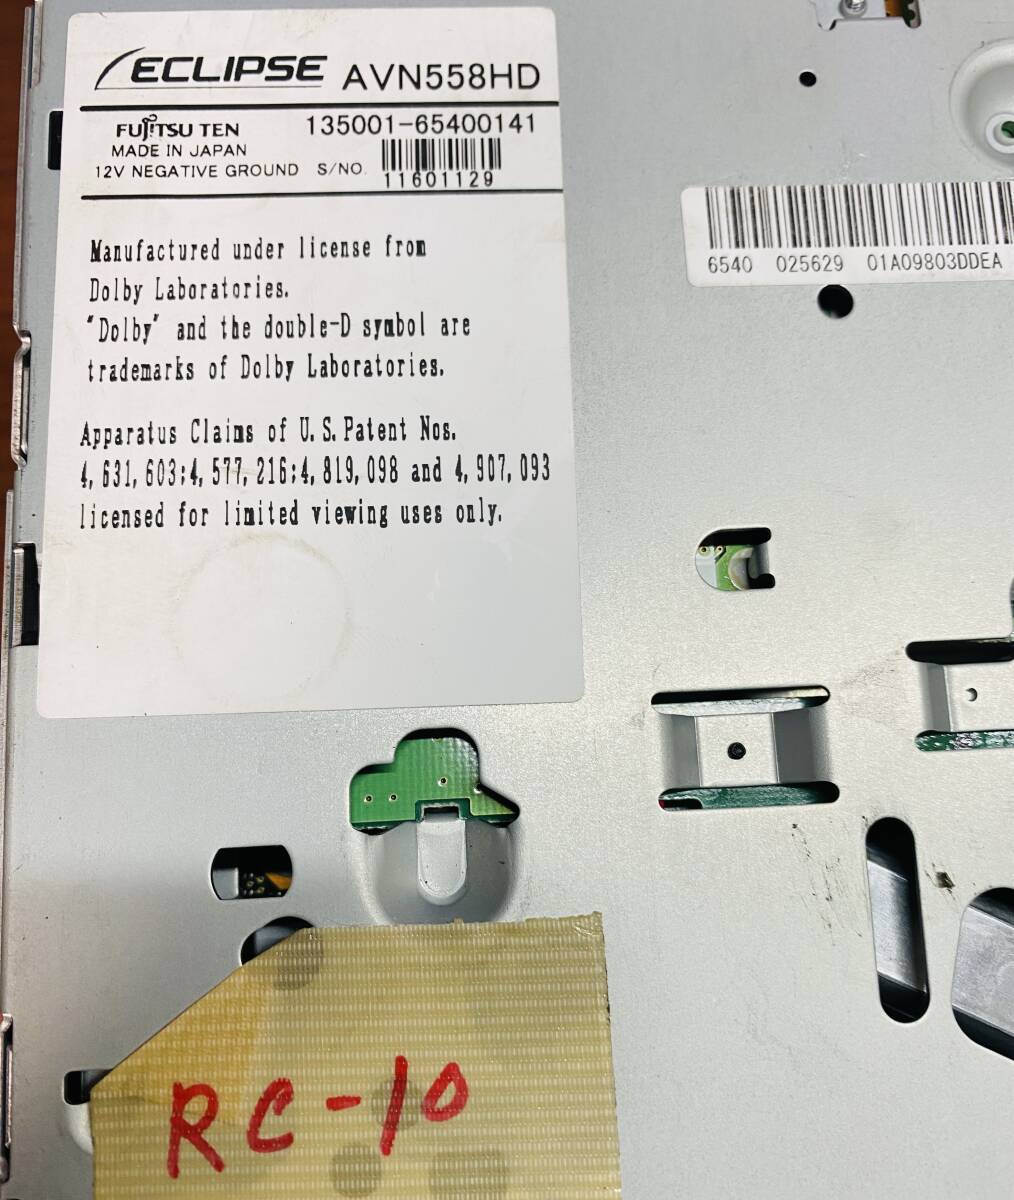 ECLIPSE AVN558HD
FUJITSU TEN 135001-65400141
MADE IN JAPAN
12V NEGATIVE GROUND S/NO.
11601129
Manufactured under license from
Dolby Laboratories.
"Dolby" and the double-D symbol are
trademarks of Dolby Laboratories.
Apparatus Claims of U.S.Patent Nos.
4,631,603;4,577,216;4,819,098 and 4,907,093
licensed for limited viewing uses only.
6540 025629 01A09803DDEA
RC-10